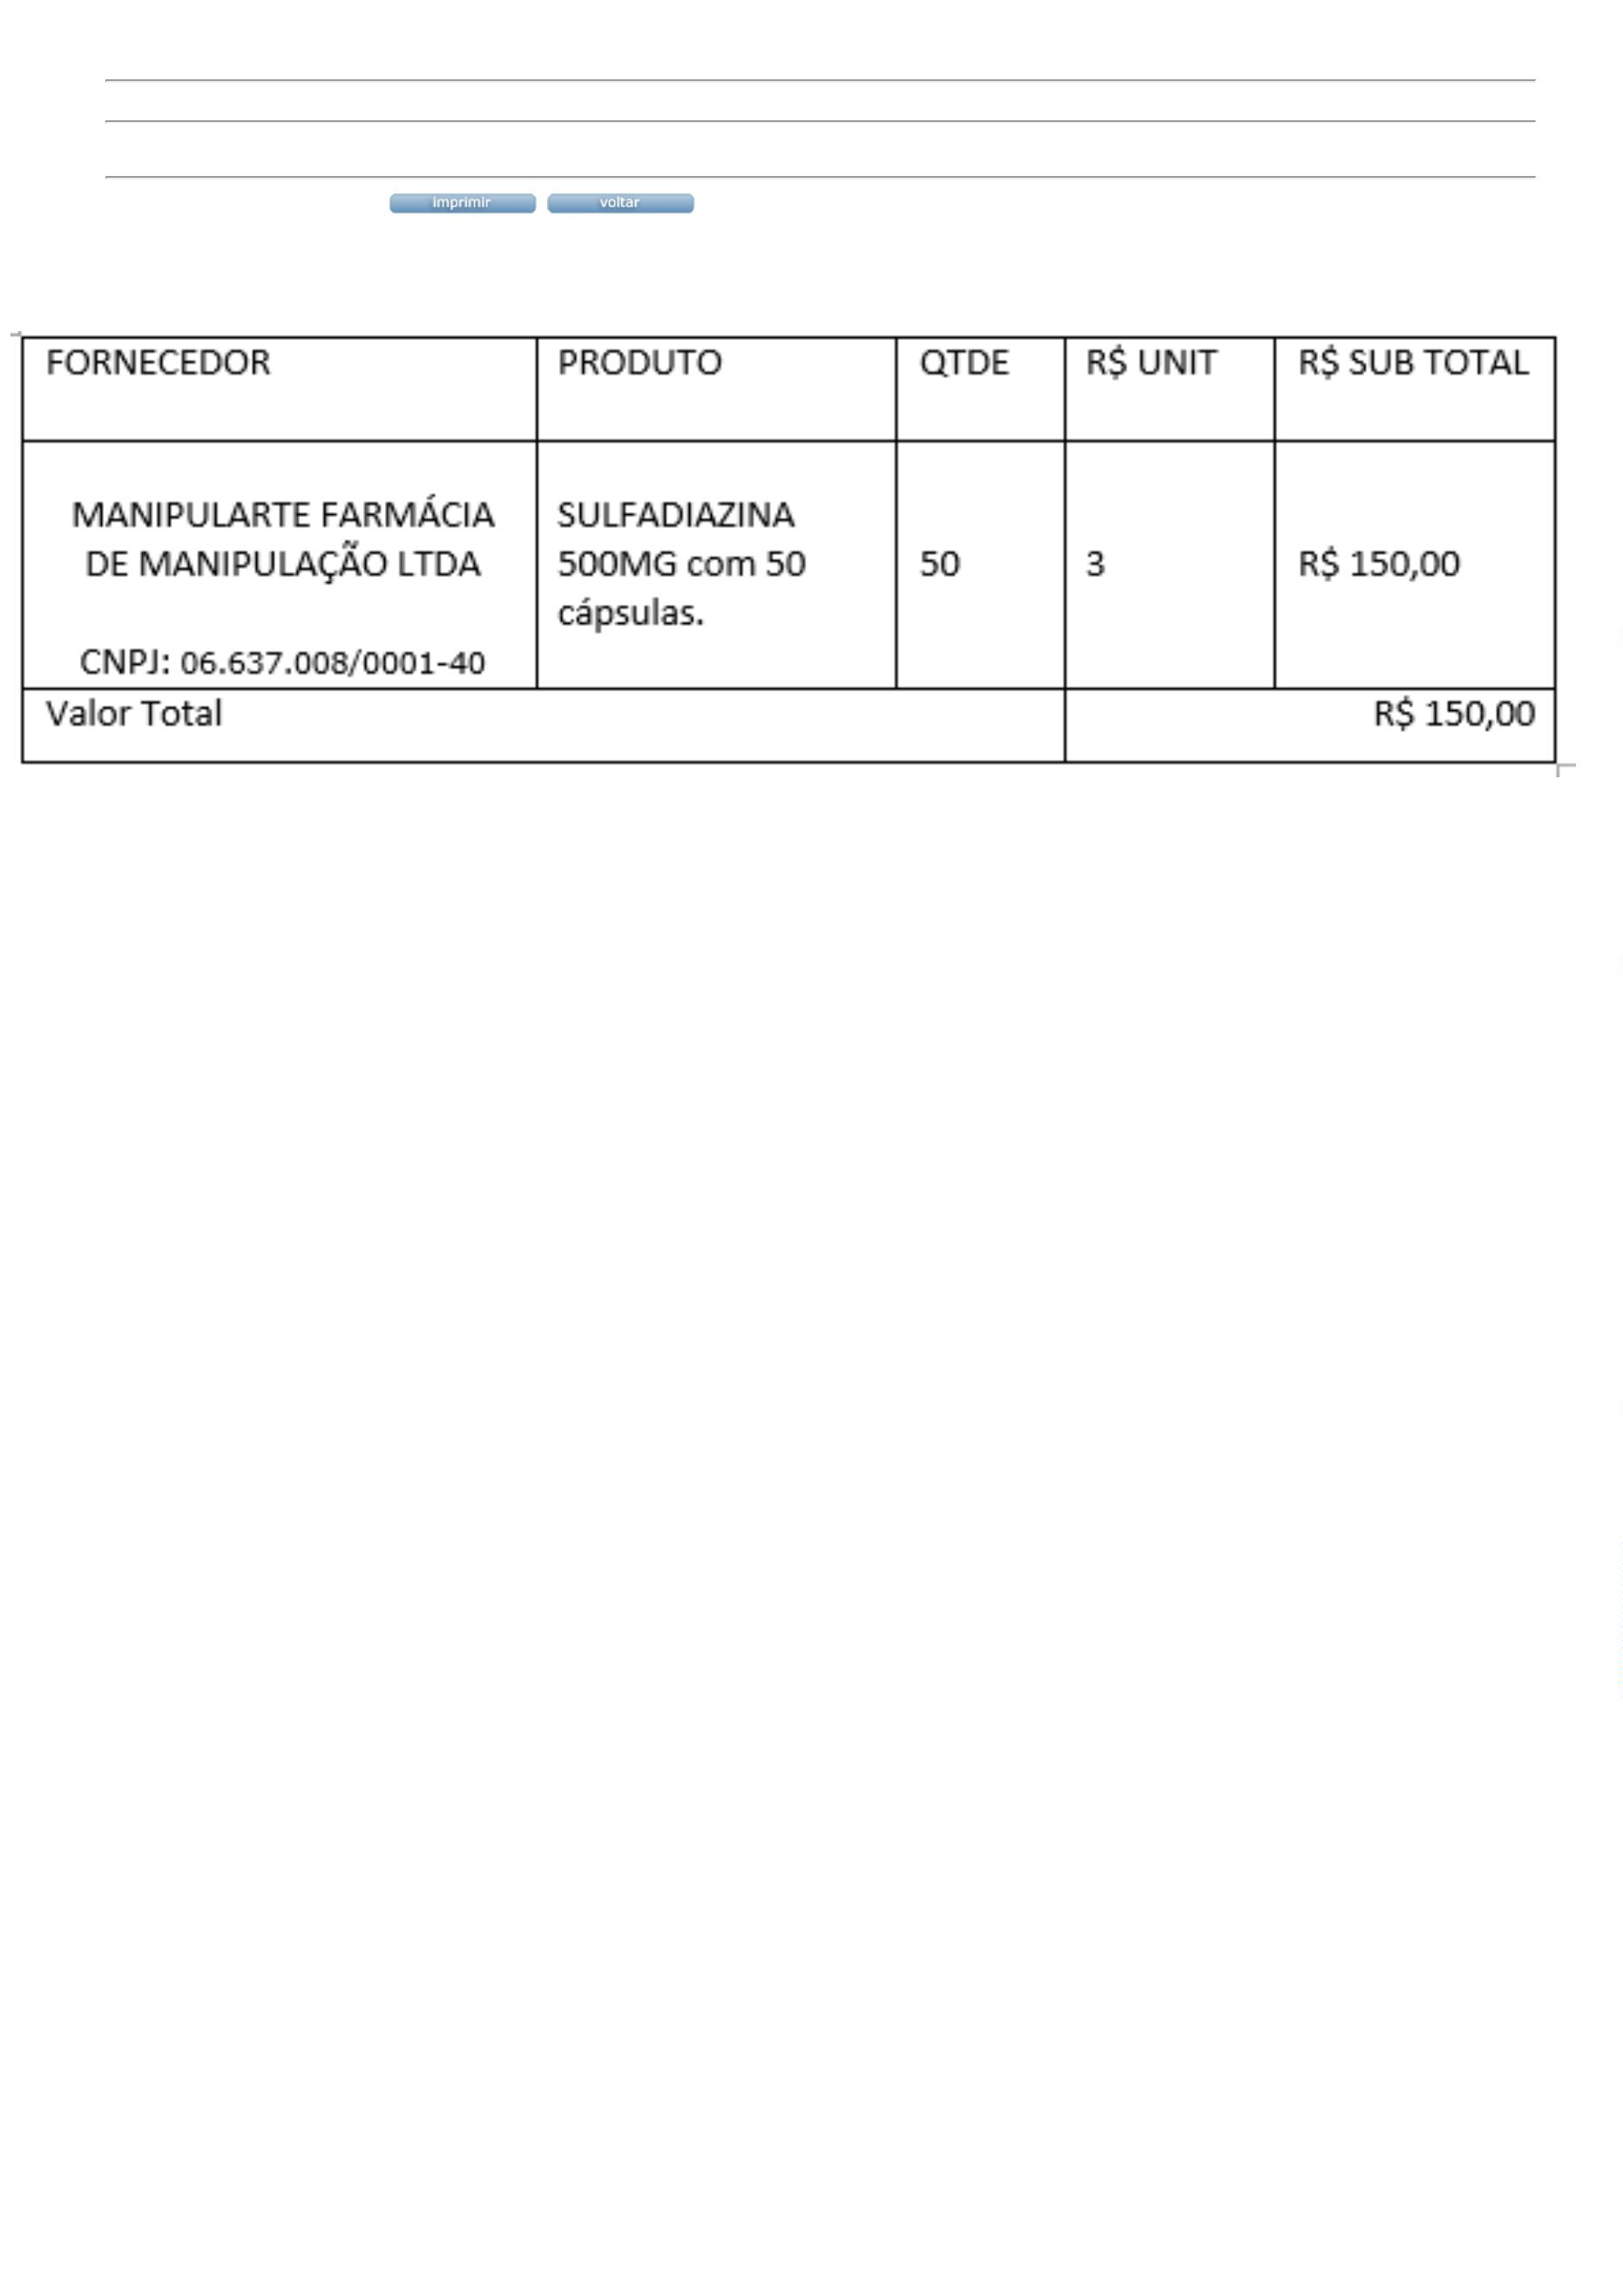 imprimir voltar
FORNECEDOR PRODUTO QTDE R$ UNIT R$ SUB TOTAL
MANIPULARTE FARMÁCIA SULFADIAZINA
DE MANIPULAÇÃO LTDA 500MG com 50 50 3 R$ 150,00
cápsulas.
CNPJ: 06.637.008/0001-40
Valor Total R$ 150,00